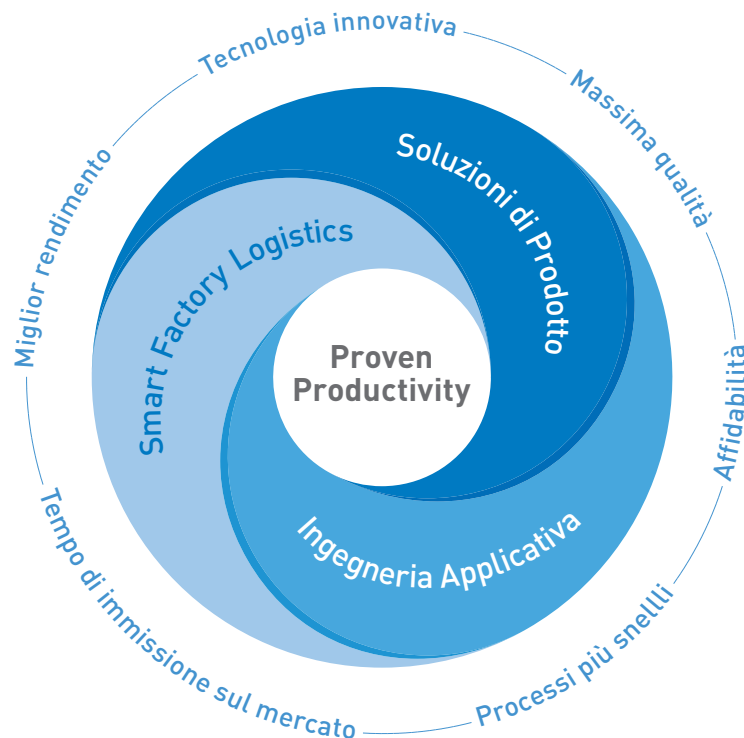 Tecnologia innovativa
Massima qualità
Affidabilità
Processi più snellli
Tempo di immissione sul mercato
Miglior rendimento
Soluzioni di Prodotto
Ingegneria Applicativa
Smart Factory Logistics
Proven
Productivity